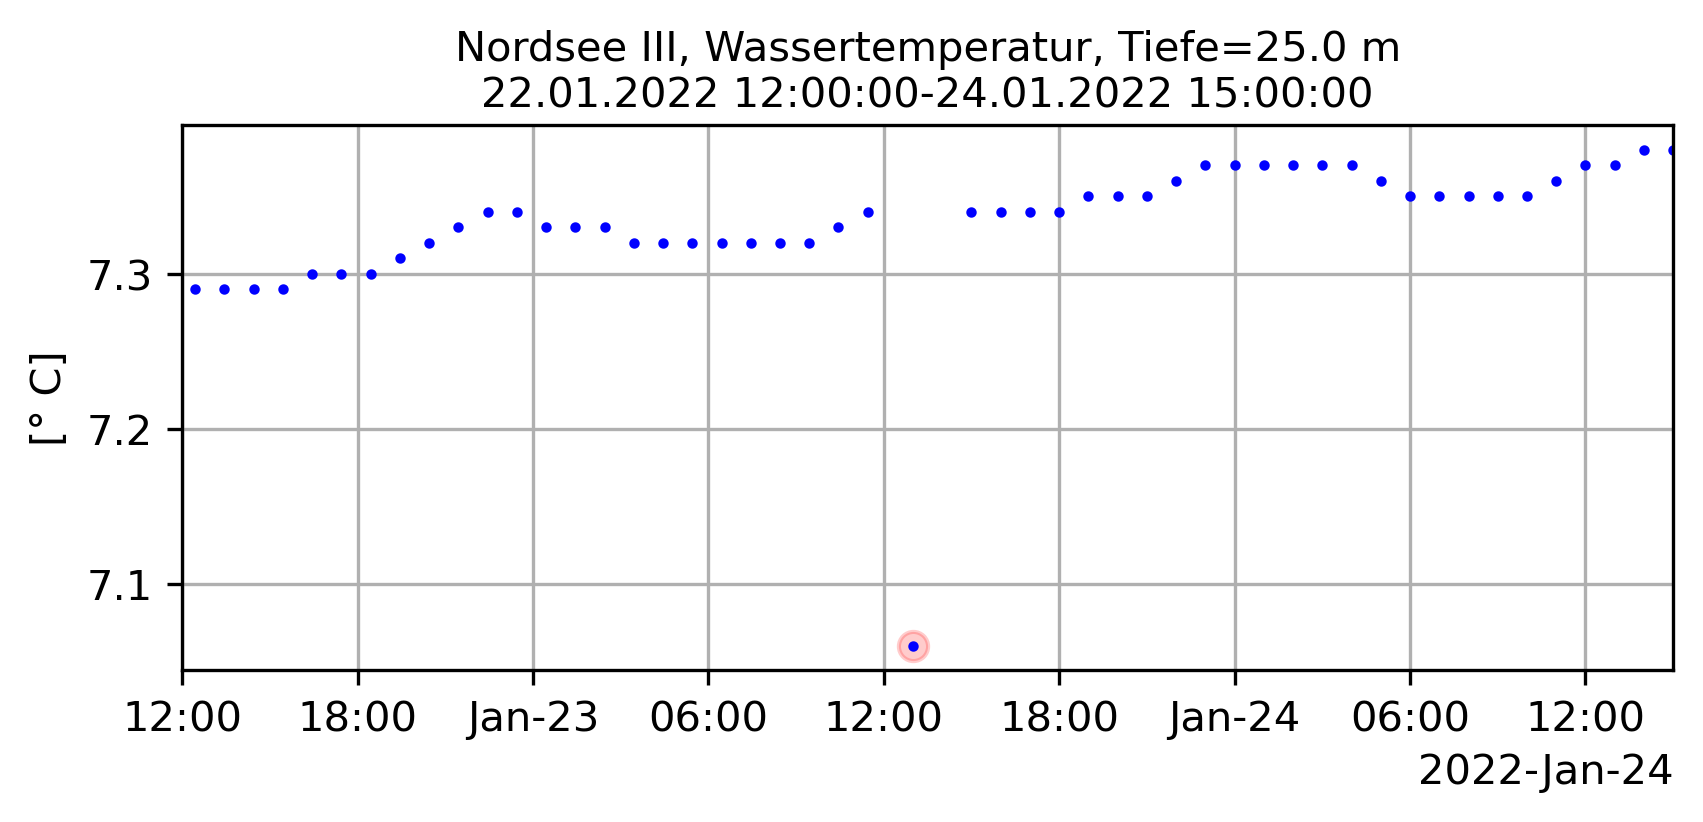 Nordsee III, Wassertemperatur, Tiefe=25.0 m
22.01.2022 12:00:00-24.01.2022 15:00:00
[° C]
7.3
7.2
7.1
12:00 18:00 Jan-23 06:00 12:00 18:00 Jan-24 06:00 12:00
2022-Jan-24